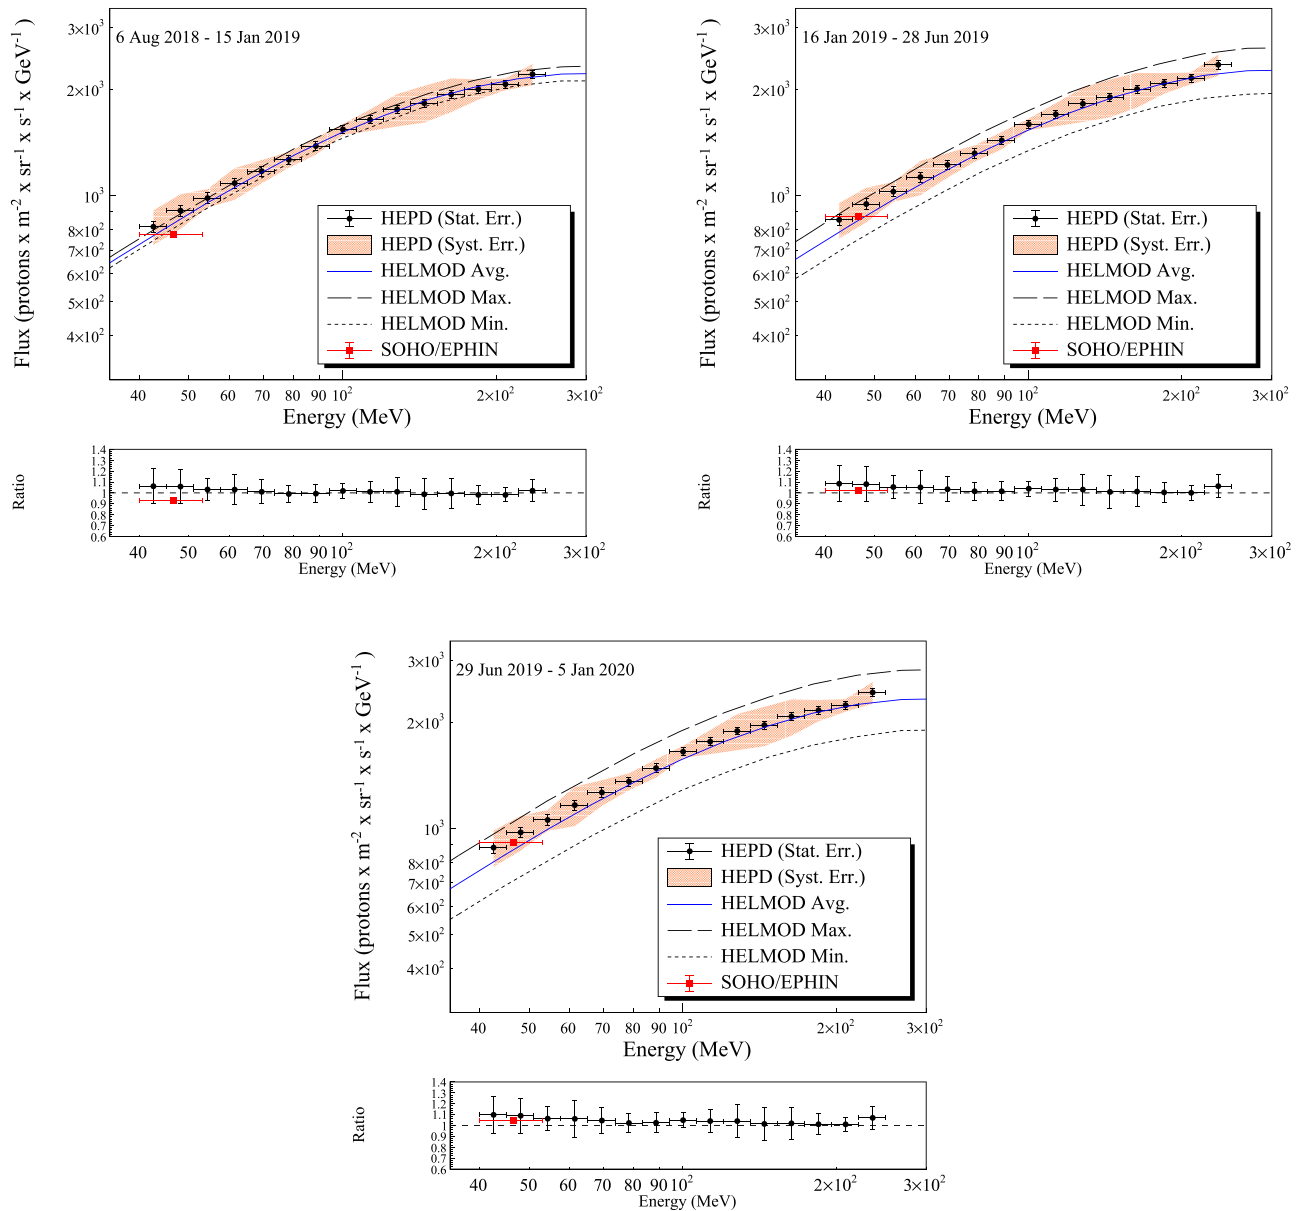 6 Aug 2018 - 15 Jan 2019
Flux (protons x m⁻² x sr⁻¹ x s⁻¹ x GeV⁻¹ )
3×10³
2×10³
10³
8×10²
7×10²
6×10²
5×10²
4×10²
HEPD (Stat. Err.)
HEPD (Syst. Err.)
HELMOD Avg.
HELMOD Max.
HELMOD Min.
SOHO/EPHIN
40 50 60 70 80 90 10² 2×10² 3×10²
Energy (MeV)
Ratio
1.4
1.3
1.2
1.1
1
0.9
0.8
0.7
0.6
40 50 60 70 80 90 10² 2×10² 3×10²
Energy (MeV)
16 Jan 2019 - 28 Jun 2019
Flux (protons x m⁻² x sr⁻¹ x s⁻¹ x GeV⁻¹ )
3×10³
2×10³
10³
8×10²
7×10²
6×10²
5×10²
4×10²
HEPD (Stat. Err.)
HEPD (Syst. Err.)
HELMOD Avg.
HELMOD Max.
HELMOD Min.
SOHO/EPHIN
40 50 60 70 80 90 10² 2×10² 3×10²
Energy (MeV)
Ratio
1.4
1.3
1.2
1.1
1
0.9
0.8
0.7
0.6
40 50 60 70 80 90 10² 2×10² 3×10²
Energy (MeV)
29 Jun 2019 - 5 Jan 2020
Flux (protons x m⁻² x sr⁻¹ x s⁻¹ x GeV⁻¹ )
3×10³
2×10³
10³
8×10²
7×10²
6×10²
5×10²
4×10²
HEPD (Stat. Err.)
HEPD (Syst. Err.)
HELMOD Avg.
HELMOD Max.
HELMOD Min.
SOHO/EPHIN
40 50 60 70 80 90 10² 2×10² 3×10²
Energy (MeV)
Ratio
1.4
1.3
1.2
1.1
1
0.9
0.8
0.7
0.6
40 50 60 70 80 90 10² 2×10² 3×10²
Energy (MeV)